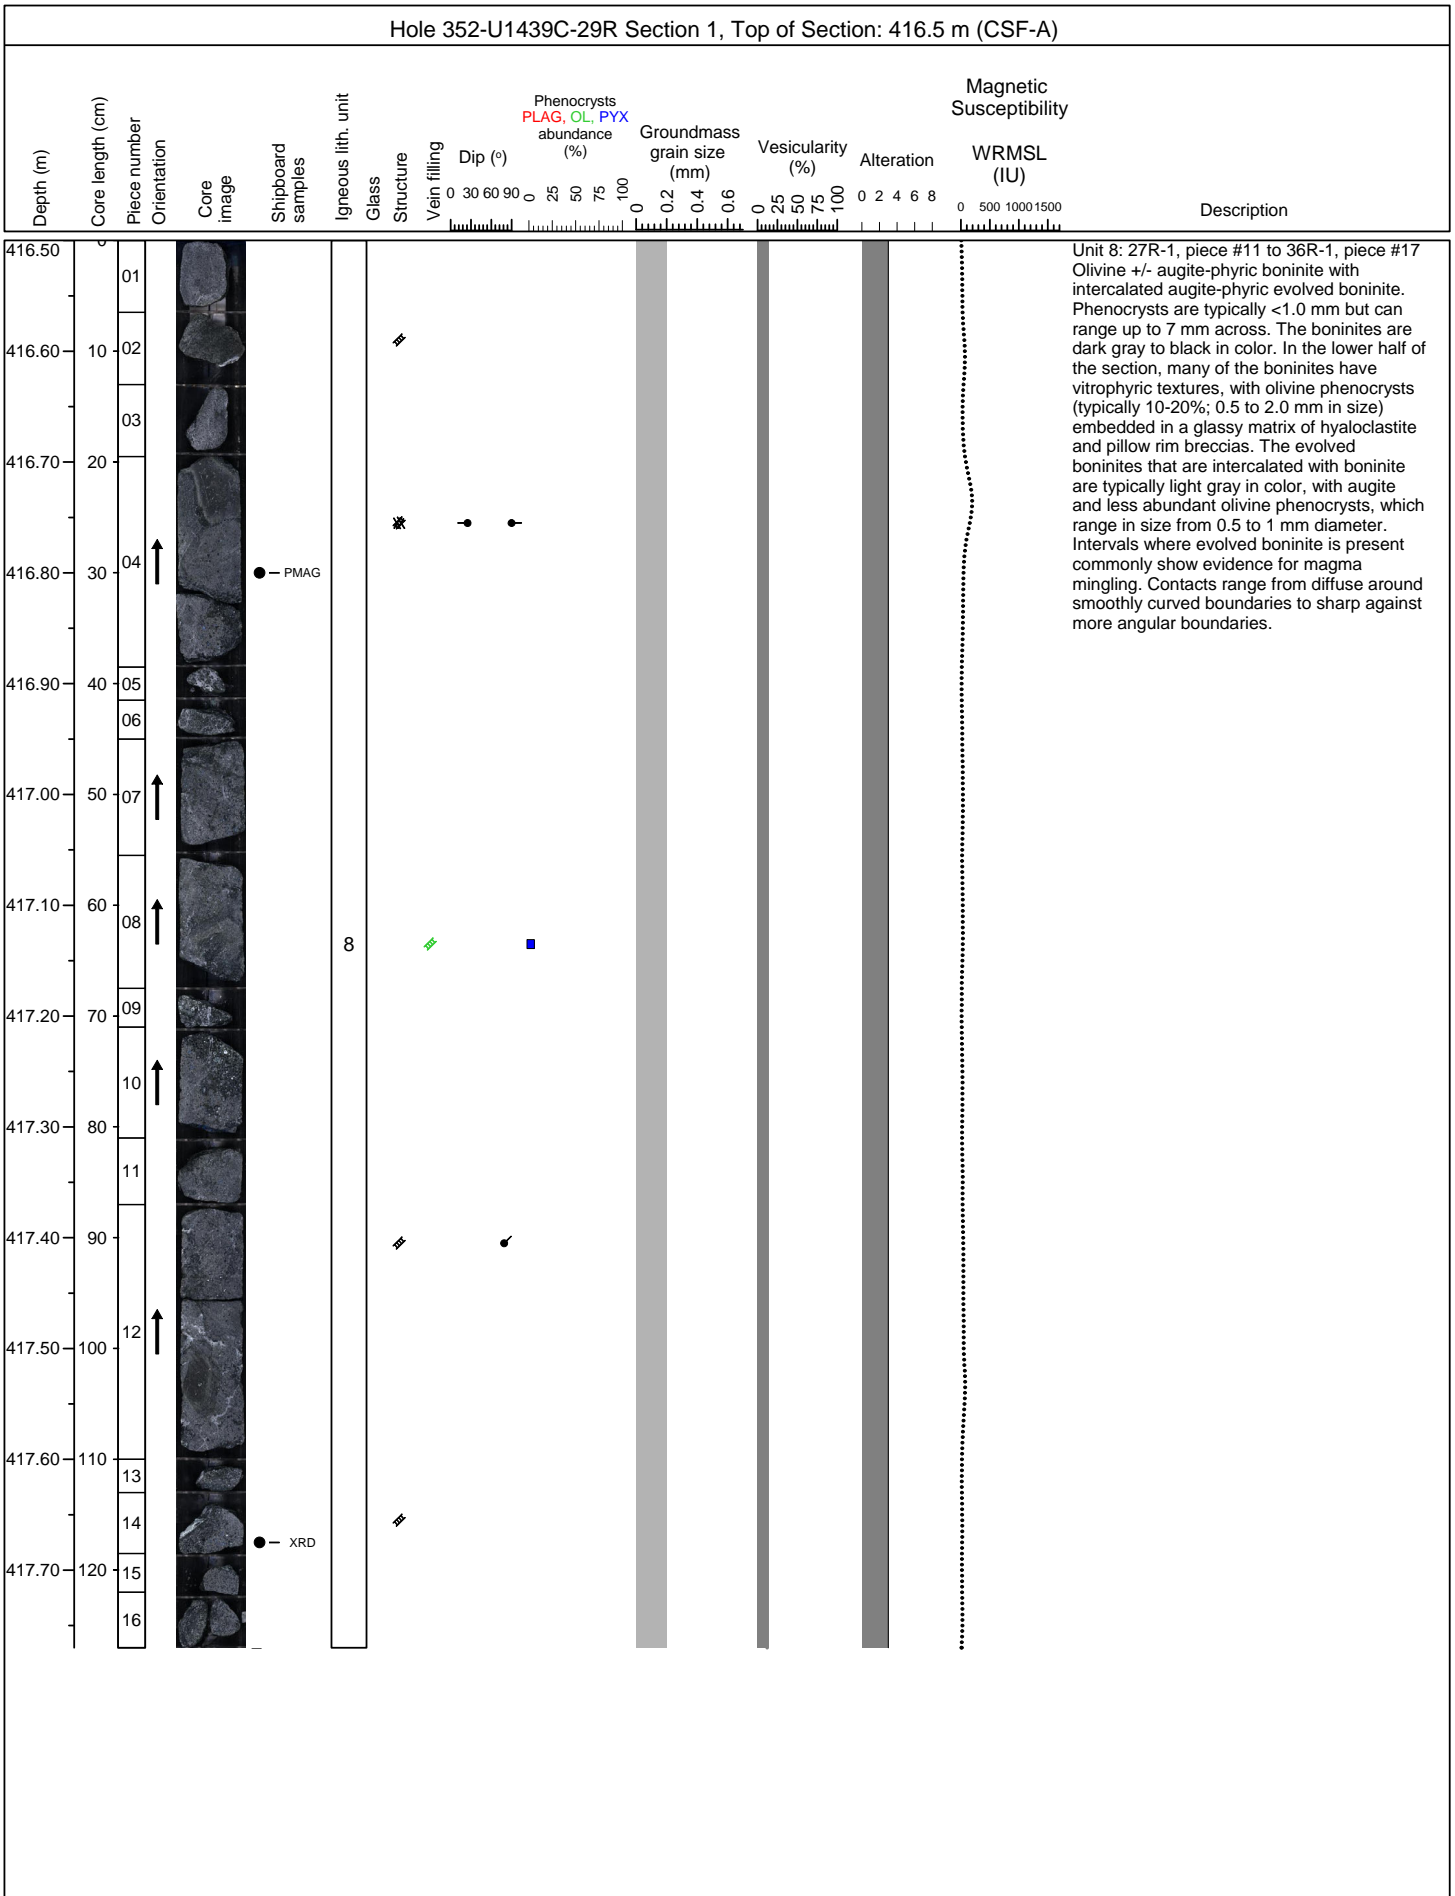 Hole 352-U1439C-29R Section 1, Top of Section: 416.5 m (CSF-A)
Depth (m)
Core length (cm)
Piece number
Orientation
Core
image
Shipboard
samples
Igneous lith. unit
Glass
Structure
Vein filling
Dip (o)
0 30 60 90
Phenocrysts
PLAG, OL, PYX
abundance
(%)
0 25 50 75 100
Groundmass
grain size
(mm)
0 0.2 0.4 0.6
Vesicularity
(%)
0 25 50 75 100
Alteration
0 2 4 6 8
Magnetic
Susceptibility
WRMSL
(IU)
0 500 1000 1500
Description
416.50
416.60
416.70
416.80
416.90
417.00
417.10
417.20
417.30
417.40
417.50
417.60
417.70
0
10
20
30
40
50
60
70
80
90
100
110
120
01
02
03
04
05
06
07
08
09
10
11
12
13
14
15
16
PMAG
XRD
8
Unit 8: 27R-1, piece #11 to 36R-1, piece #17
Olivine +/- augite-phyric boninite with
intercalated augite-phyric evolved boninite.
Phenocrysts are typically <1.0 mm but can
range up to 7 mm across. The boninites are
dark gray to black in color. In the lower half of
the section, many of the boninites have
vitrophyric textures, with olivine phenocrysts
(typically 10-20%; 0.5 to 2.0 mm in size)
embedded in a glassy matrix of hyaloclastite
and pillow rim breccias. The evolved
boninites that are intercalated with boninite
are typically light gray in color, with augite
and less abundant olivine phenocrysts, which
range in size from 0.5 to 1 mm diameter.
Intervals where evolved boninite is present
commonly show evidence for magma
mingling. Contacts range from diffuse around
smoothly curved boundaries to sharp against
more angular boundaries.